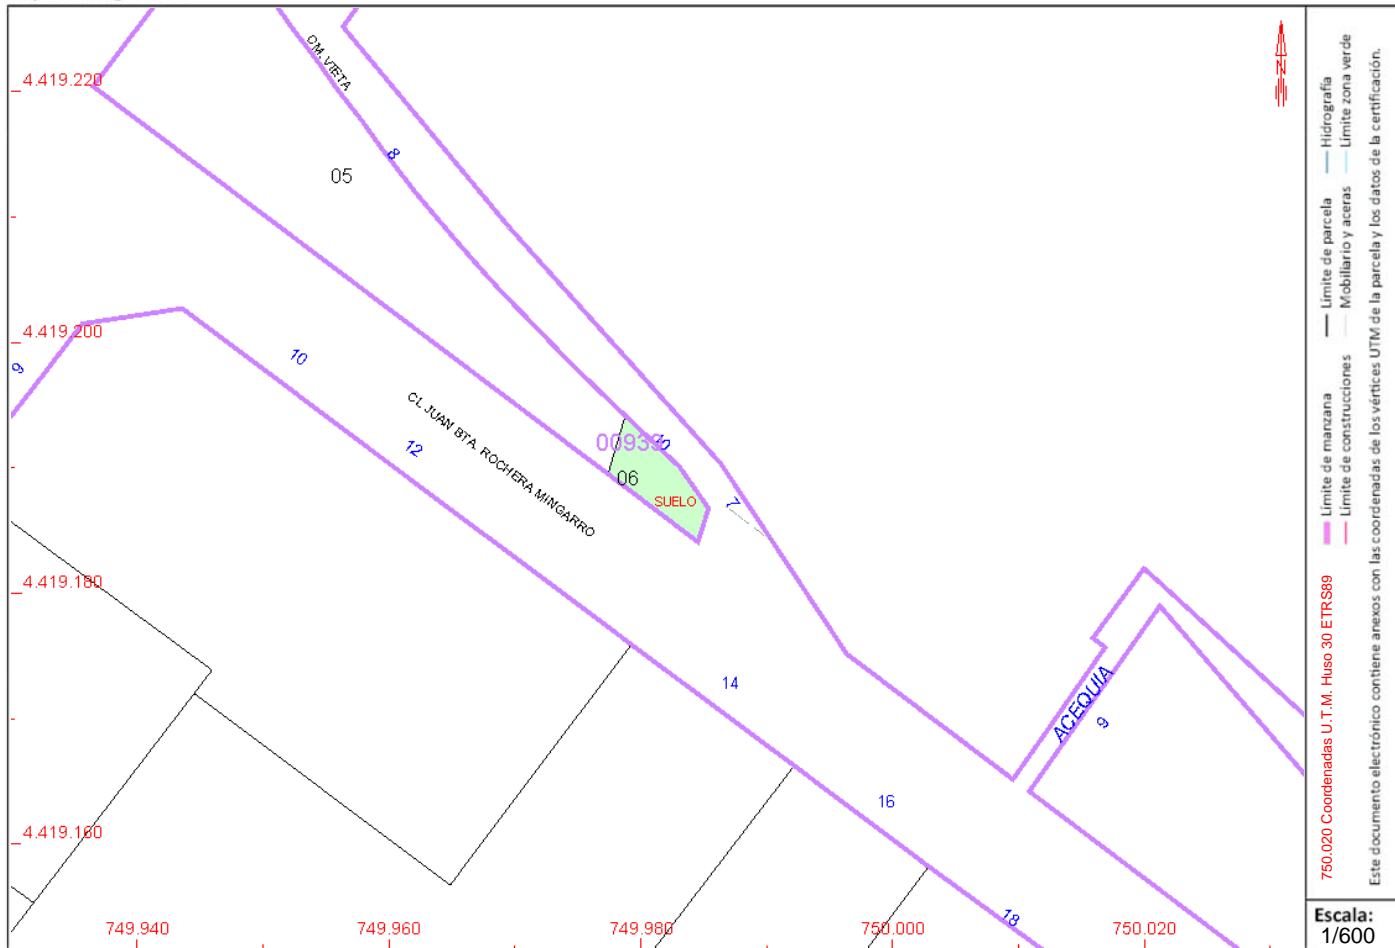 4.419.220
4.419.200
4.419.180
4.419.160
749.940
749.960
749.980
750.000
750.020
CM. VIETA
8
05
9
10
12
CL JUAN BTA. ROCHERA MINGARRO
00939
06
SUELO
7
14
16
18
ACEQUIA
9
N
Hidrografía
Límite zona verde
Límite de parcela
Mobiliario y aceras
Límite de manzana
Límite de construcciones
750.020 Coordenadas U.T.M. Huso 30 ETRS89
Este documento electrónico contiene anexos con las coordenadas de los vértices UTM de la parcela y los datos de la certificación.
Escala:
1/600